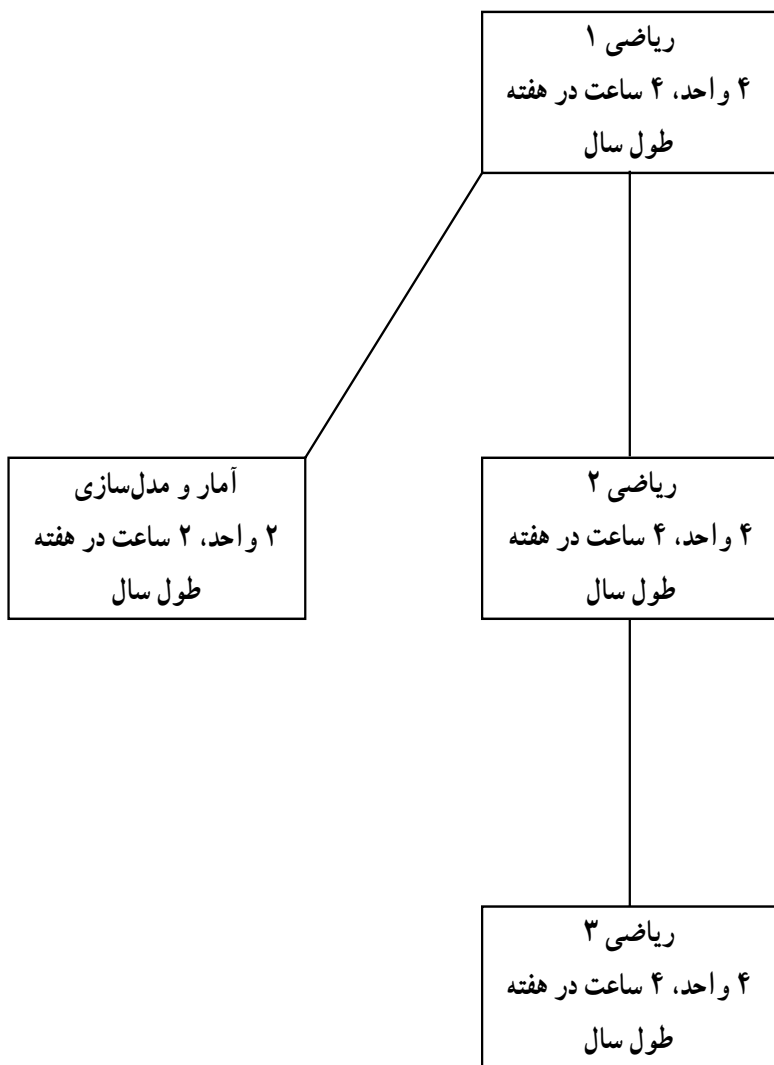 ریاضی ۱
۴ واحد، ۴ ساعت در هفته
طول سال
ریاضی ۲
۴ واحد، ۴ ساعت در هفته
طول سال
آمار و مدل‌سازی
۲ واحد، ۲ ساعت در هفته
طول سال
ریاضی ۳
۴ واحد، ۴ ساعت در هفته
طول سال